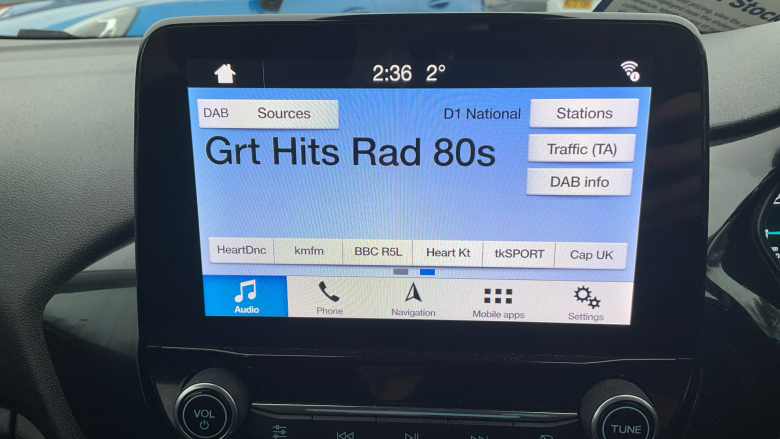 Stock
2:36 2°
DAB Sources D1 National Stations
Grt Hits Rad 80s
Traffic (TA)
DAB info
HeartDnc kmfm BBC R5L Heart Kt tkSPORT Cap UK
Audio Phone Navigation Mobile apps Settings
VOL TUNE